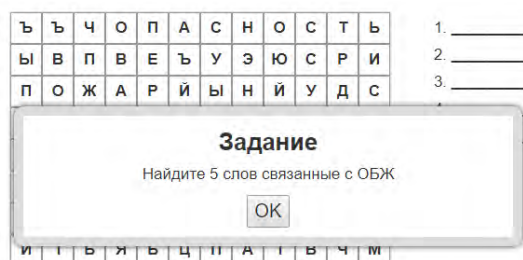 Ъ Ъ Ч О П А С Н О С Т Ь
Ы В П В Е Ъ У Э Ю С Р И
П О Ж А Р Й Ы Н Й У Д С
1.
2.
3.
Задание
Найдите 5 слов связанные с ОБЖ
OK
И Т Б Я Б Ц П А Т В Ч М